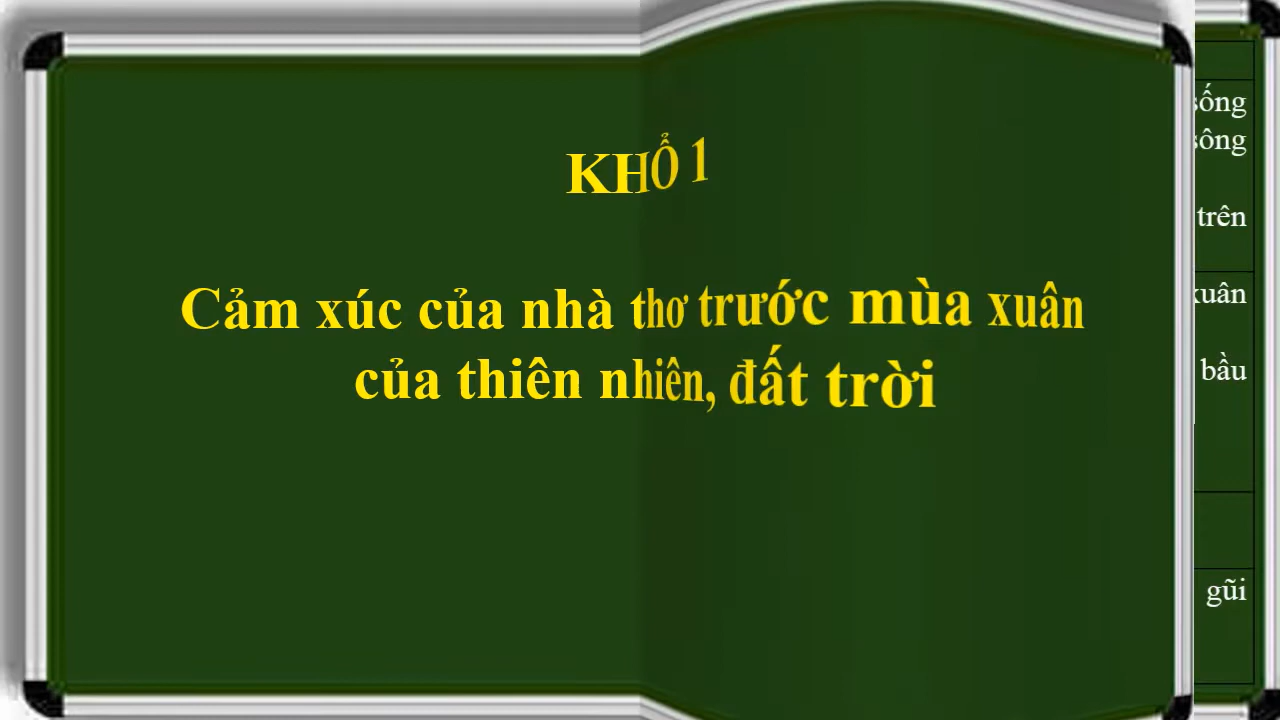 KHỔ 1
Cảm xúc của nhà thơ trước mùa xuân
của thiên nhiên, đất trời
sống
sông
trên
xuân
bầu
gũi